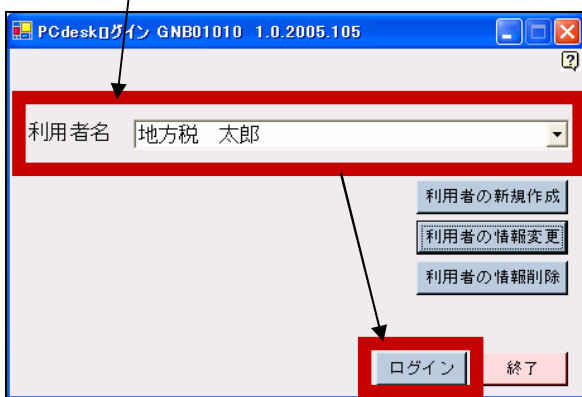 PCdeskログイン GNB01010 1.0.2005.105
?
利用者名 地方税 太郎
利用者の新規作成
利用者の情報変更
利用者の情報削除
ログイン 終了